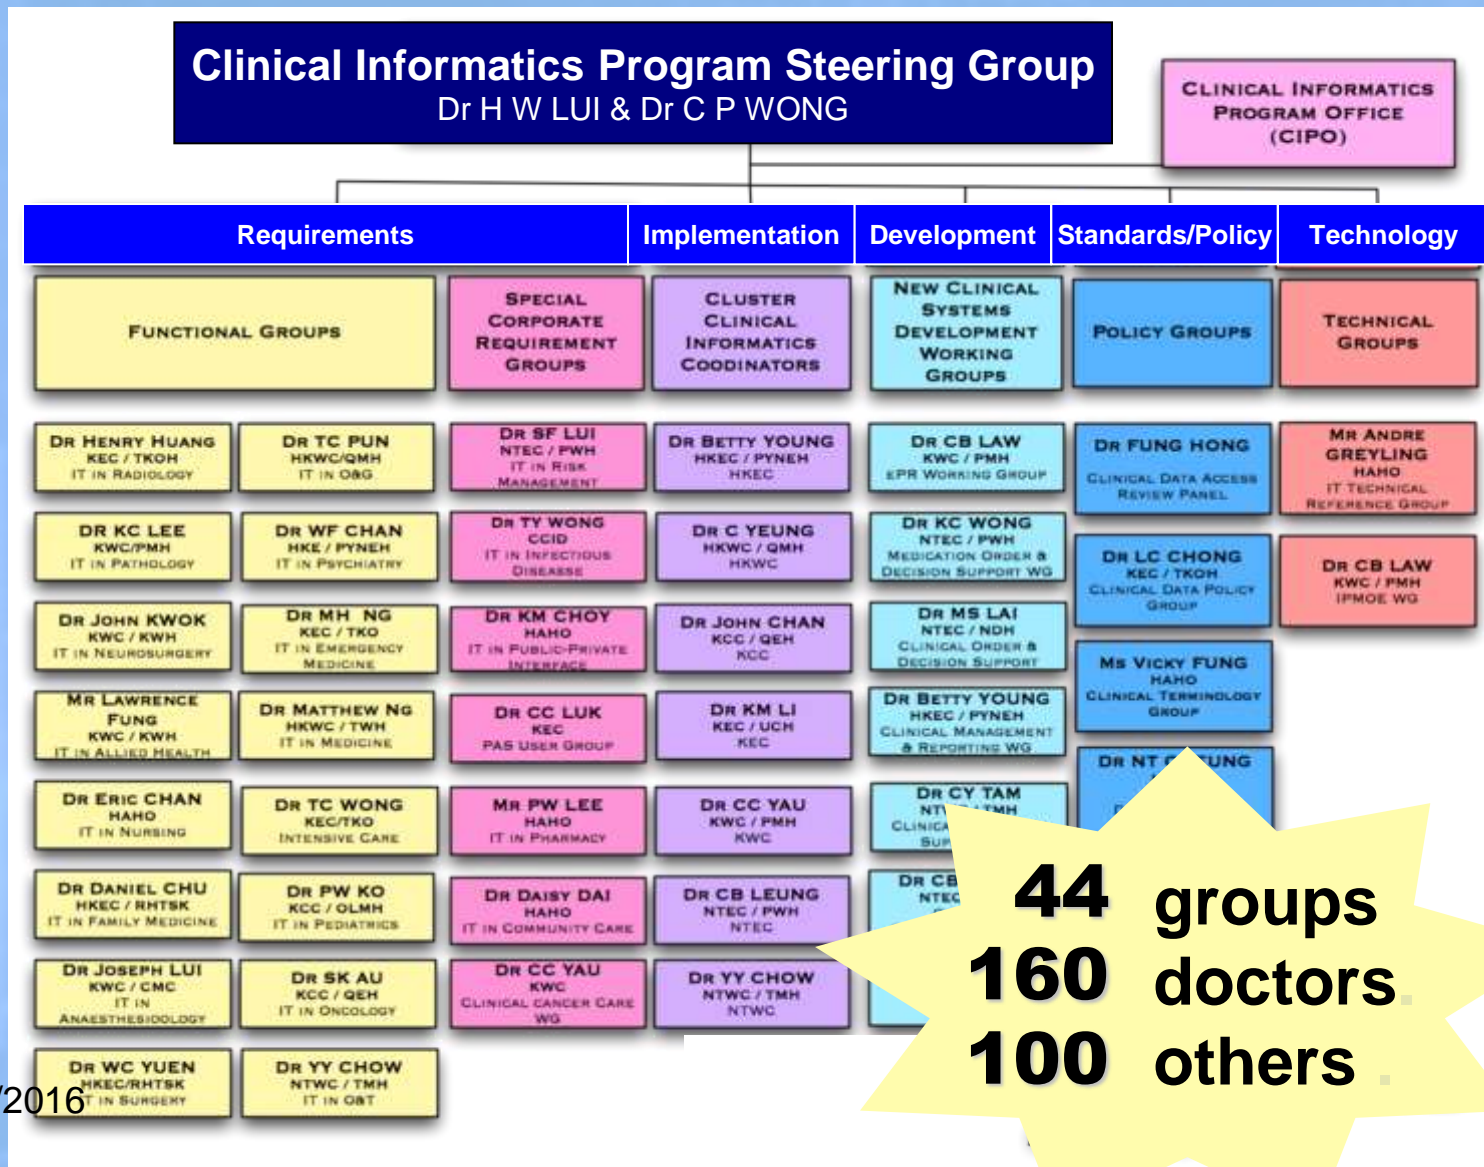 Clinical Informatics Program Steering Group
Dr H W LUI & Dr C P WONG
CLINICAL INFORMATICS
PROGRAM OFFICE
(CIPO)
Requirements
Implementation
Development
Standards/Policy
Technology
FUNCTIONAL GROUPS
SPECIAL
CORPORATE
REQUIREMENT
GROUPS
CLUSTER
CLINICAL
INFORMATICS
COODINATORS
NEW CLINICAL
SYSTEMS
DEVELOPMENT
WORKING
GROUPS
POLICY GROUPS
TECHNICAL
GROUPS
DR HENRY HUANG
KEC / TKOH
IT IN RADIOLOGY
DR TC PUN
HKWC/QMH
IT IN O&G
DR SF LUI
NTEC / PWH
IT IN RISK
MANAGEMENT
DR BETTY YOUNG
HKEC / PYNEH
HKEC
DR CB LAW
KWC / PMH
EPR WORKING GROUP
DR FUNG HONG
CLINICAL DATA ACCESS
REVIEW PANEL
MR ANDRE
GREYLING
HAHO
IT TECHNICAL
REFERENCE GROUP
DR KC LEE
KWC/PMH
IT IN PATHOLOGY
DR WF CHAN
HKE / PYNEH
IT IN PSYCHIATRY
DR TY WONG
CCID
IT IN INFECTIOUS
DISEASSE
DR C YEUNG
HKWC / QMH
HKWC
DR KC WONG
NTEC / PWH
MEDICATION ORDER &
DECISION SUPPORT WG
DR LC CHONG
KEC / TKOH
CLINICAL DATA POLICY
GROUP
DR CB LAW
KWC / PMH
IPMOE WG
DR JOHN KWOK
KWC / KWH
IT IN NEUROSURGERY
DR MH NG
KEC / TKO
IT IN EMERGENCY
MEDICINE
DR KM CHOY
HAHO
IT IN PUBLIC-PRIVATE
INTERFACE
DR JOHN CHAN
KCC / QEH
KCC
DR MS LAI
NTEC / NDH
CLINICAL ORDER &
DECISION SUPPORT
MS VICKY FUNG
HAHO
CLINICAL TERMINOLOGY
GROUP
MR LAWRENCE
FUNG
KWC / KWH
IT IN ALLIED HEALTH
DR MATTHEW NG
HKWC / TWH
IT IN MEDICINE
DR CC LUK
KEC
PAS USER GROUP
DR KM LI
KEC / UCH
KEC
DR BETTY YOUNG
HKEC / PYNEH
CLINICAL MANAGEMENT
& REPORTING WG
DR NT
DR ERIC CHAN
HAHO
IT IN NURSING
DR TC WONG
KEC/TKO
INTENSIVE CARE
MR PW LEE
HAHO
IT IN PHARMACY
DR CC YAU
KWC / PMH
KWC
DR CY TAM
TMH
DR DANIEL CHU
HKEC / RHTSK
IT IN FAMILY MEDICINE
DR PW KO
KCC / OLMH
IT IN PEDIATRICS
DR DAISY DAI
HAHO
IT IN COMMUNITY CARE
DR CB LEUNG
NTEC / PWH
NTEC
DR CB
NTEC
DR JOSEPH LUI
KWC / CMC
IT IN
ANAESTHESIOOLOGY
DR SK AU
KCC / QEH
IT IN ONCOLOGY
DR CC YAU
KWC
CLINICAL CANCER CARE
WG
DR YY CHOW
NTWC / TMH
NTWC
DR WC YUEN
HKEC/RHTSK
IT IN SURGERY
DR YY CHOW
NTWC / TMH
IT IN O&T
44 groups
160 doctors.
100 others .
/2016